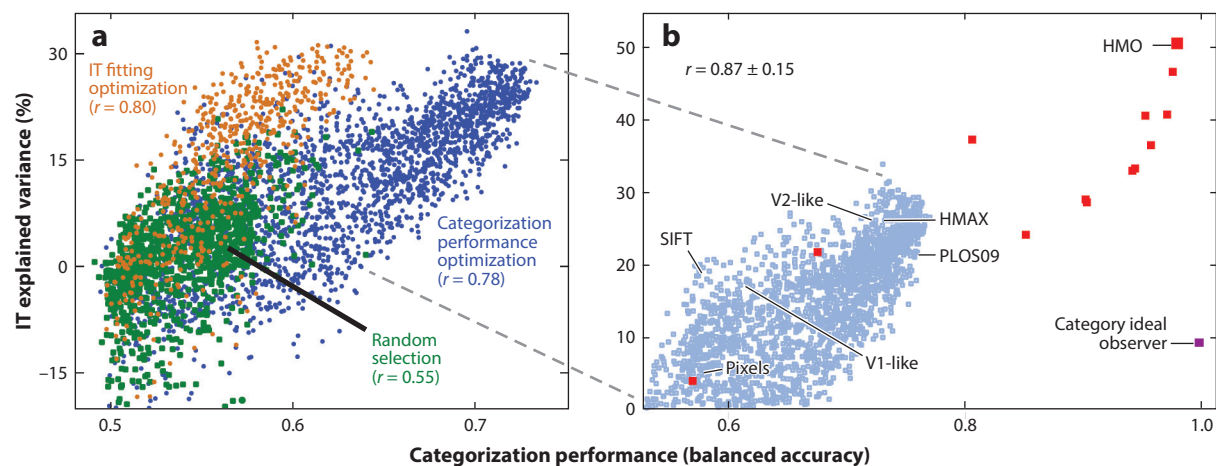 a
IT fitting
optimization
(r = 0.80)
Categorization
performance
optimization
(r = 0.78)
Random
selection
(r = 0.55)
30
15
0
−15
0.5
0.6
0.7
IT explained variance (%)
b
r = 0.87 ± 0.15
HMO
V2-like
HMAX
SIFT
PLOS09
Category ideal
observer
Pixels
V1-like
50
40
30
20
10
0
0.6
0.8
1.0
Categorization performance (balanced accuracy)